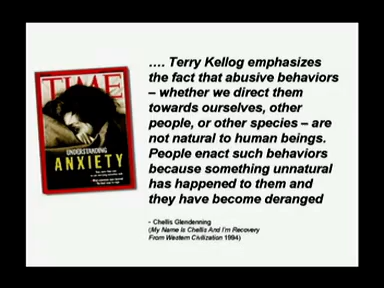 TIME
UNDERSTANDING
ANXIETY
.... Terry Kellog emphasizes
the fact that abusive behaviors
– whether we direct them
towards ourselves, other
people, or other species – are
not natural to human beings.
People enact such behaviors
because something unnatural
has happened to them and
they have become deranged
- Chellis Glendenning
(My Name Is Chellis And I'm Recovery
From Western Civilization 1994)